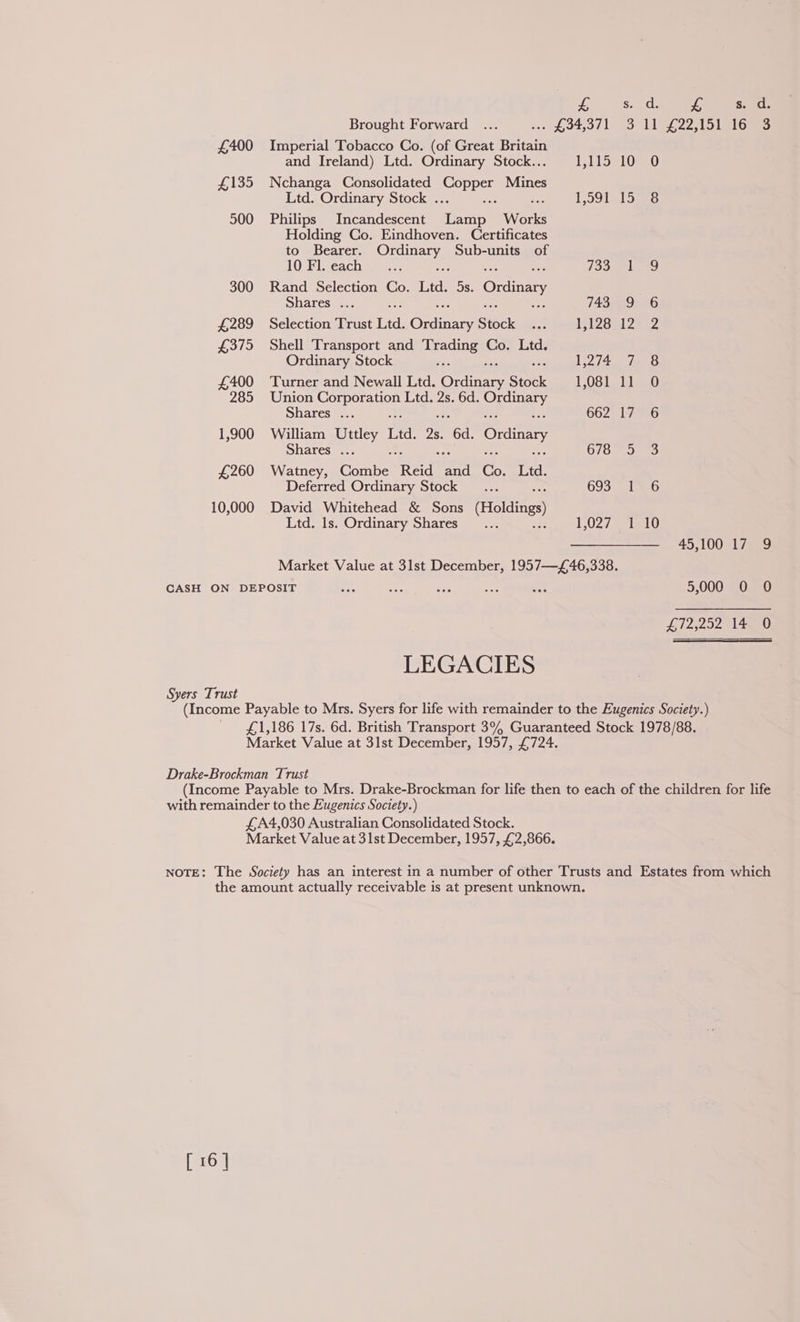 £ s. d. £ s. d.
Brought Forward ... ... £34,371 3 11 £22,151 16 3
£400 Imperial Tobacco Co. (of Great Britain
and Ireland) Ltd. Ordinary Stock... 1,115 10 0
£135 Nchanga Consolidated Copper Mines
Ltd. Ordinary Stock ... ... ... 1,591 15 8
500 Philips Incandescent Lamp Works
Holding Co. Eindhoven. Certificates
to Bearer. Ordinary Sub-units of
10 Fl. each ... ... ... ... 733 1 9
300 Rand Selection Co. Ltd. 5s. Ordinary
Shares ... ... ... ... ... 743 9 6
£289 Selection Trust Ltd. Ordinary Stock ... 1,128 12 2
£375 Shell Transport and Trading Co. Ltd.
Ordinary Stock ... ... ... 1,274 7 8
£400 Turner and Newall Ltd. Ordinary Stock 1,081 11 0
285 Union Corporation Ltd. 2s. 6d. Ordinary
Shares ... ... ... ... ... 662 17 6
1,900 William Uttley Ltd. 2s. 6d. Ordinary
Shares ... ... ... ... ... 678 5 3
£260 Watney, Combe Reid and Co. Ltd.
Deferred Ordinary Stock ... ... 693 1 6
10,000 David Whitehead & Sons (Holdings)
Ltd. 1s. Ordinary Shares ... ... 1,027 1 10
45,100 17 9
Market Value at 31st December, 1957—£46,338.
CASH ON DEPOSIT ... ... ... ... ... 5,000 0 0
£72,252 14 0
LEGACIES
Syers Trust
(Income Payable to Mrs. Syers for life with remainder to the Eugenics Society.)
£1,186 17s. 6d. British Transport 3% Guaranteed Stock 1978/88.
Market Value at 31st December, 1957, £724.
Drake-Brockman Trust
(Income Payable to Mrs. Drake-Brockman for life then to each of the children for life
with remainder to the Eugenics Society.)
£A4,030 Australian Consolidated Stock.
Market Value at 31st December, 1957, £2,866.
NOTE: The Society has an interest in a number of other Trusts and Estates from which
the amount actually receivable is at present unknown.
[ 16 ]